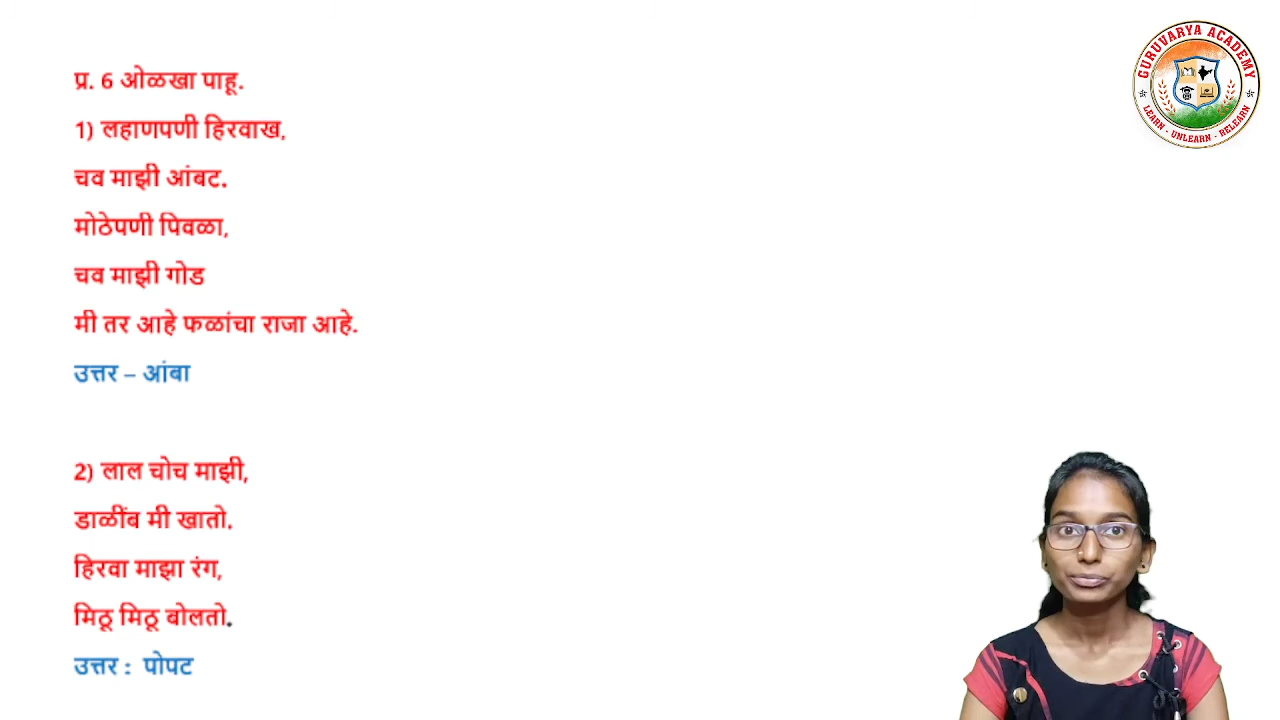 प्र. 6 ओळखा पाहू.
1) लहाणपणी हिरवाख,
चव माझी आंबट.
मोठेपणी पिवळा,
चव माझी गोड
मी तर आहे फळांचा राजा आहे.
उत्तर – आंबा
2) लाल चोच माझी,
डाळींब मी खातो.
हिरवा माझा रंग,
मिठू मिठू बोलतो.
उत्तर : पोपट
GURUVARYA ACADEMY
LEARN - UNLEARN - RELEARN